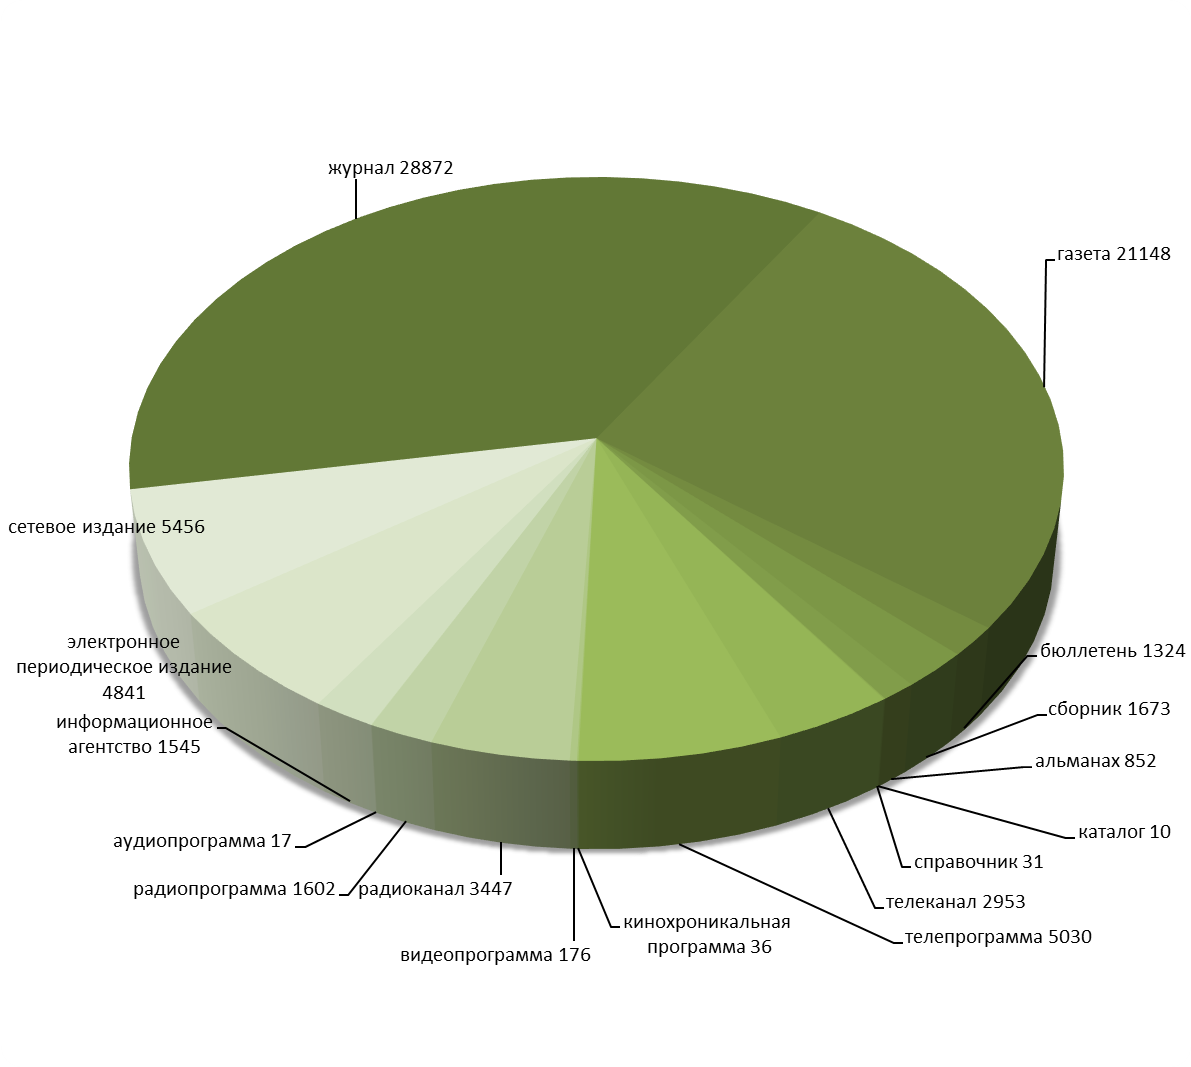 журнал 28872
газета 21148
сетевое издание 5456
электронное
периодическое издание
4841
бюллетень 1324
сборник 1673
информационное
агентство 1545
альманах 852
каталог 10
аудиопрограмма 17
справочник 31
радиопрограмма 1602
радиоканал 3447
телеканал 2953
кинохроникальная
программа 36
телепрограмма 5030
видеопрограмма 176